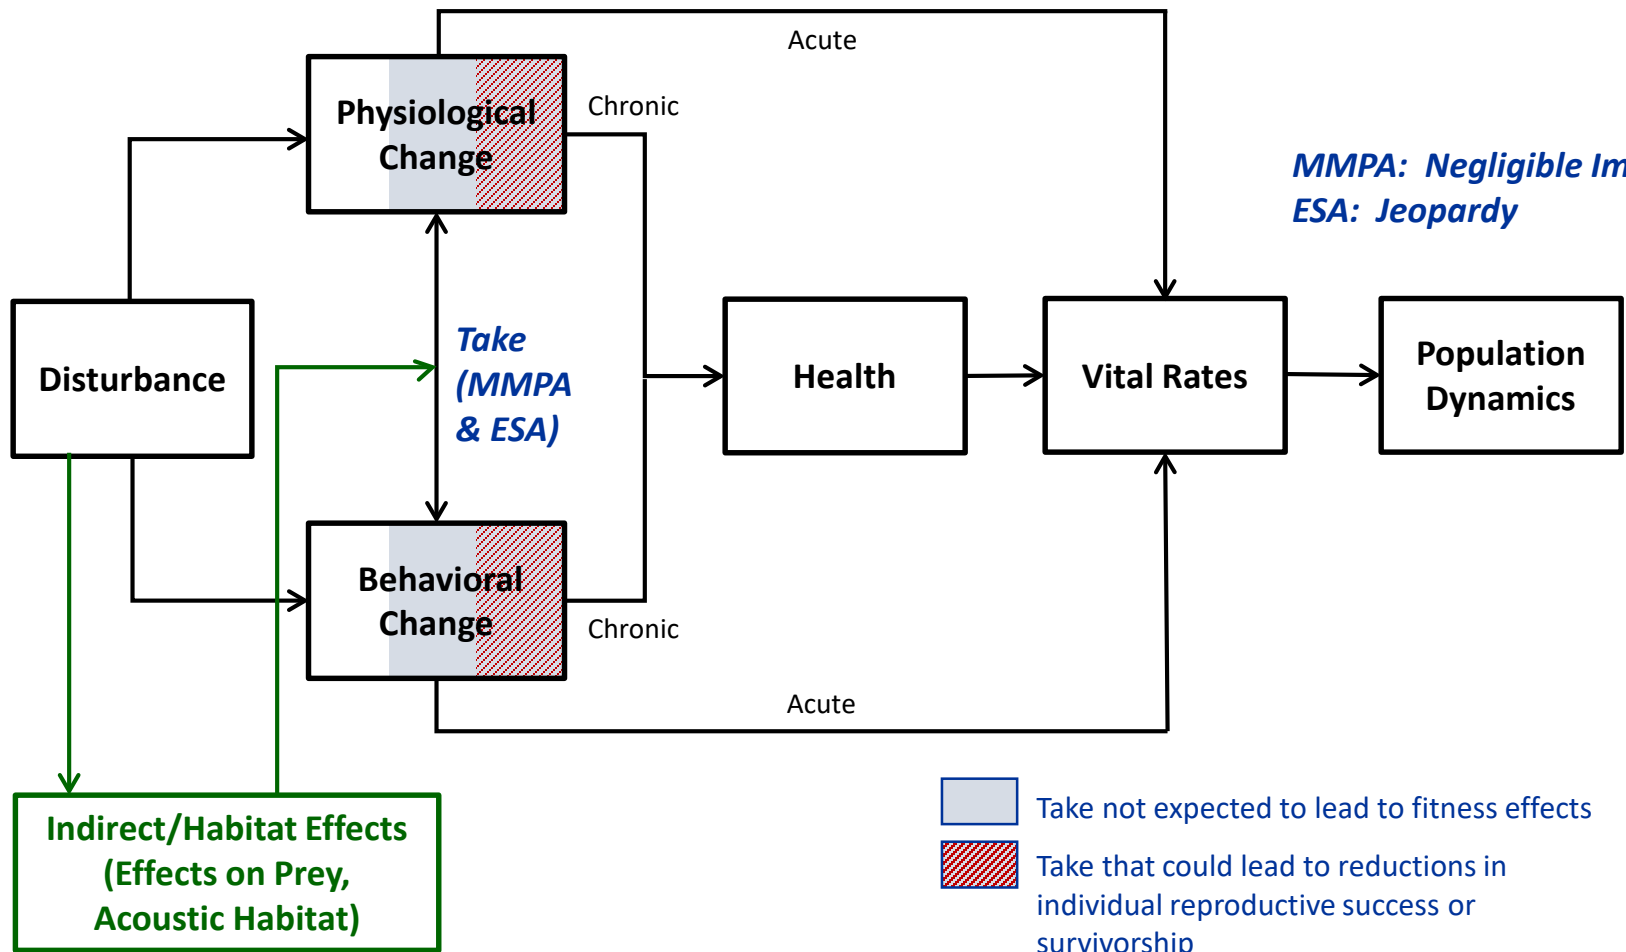 Acute
Physiological
Change
Chronic
MMPA: Negligible Im
ESA: Jeopardy
Disturbance
Take
(MMPA
& ESA)
Health
Vital Rates
Population
Dynamics
Behavioral
Change
Chronic
Acute
Indirect/Habitat Effects
(Effects on Prey,
Acoustic Habitat)
Take not expected to lead to fitness effects
Take that could lead to reductions in
individual reproductive success or
survivorship